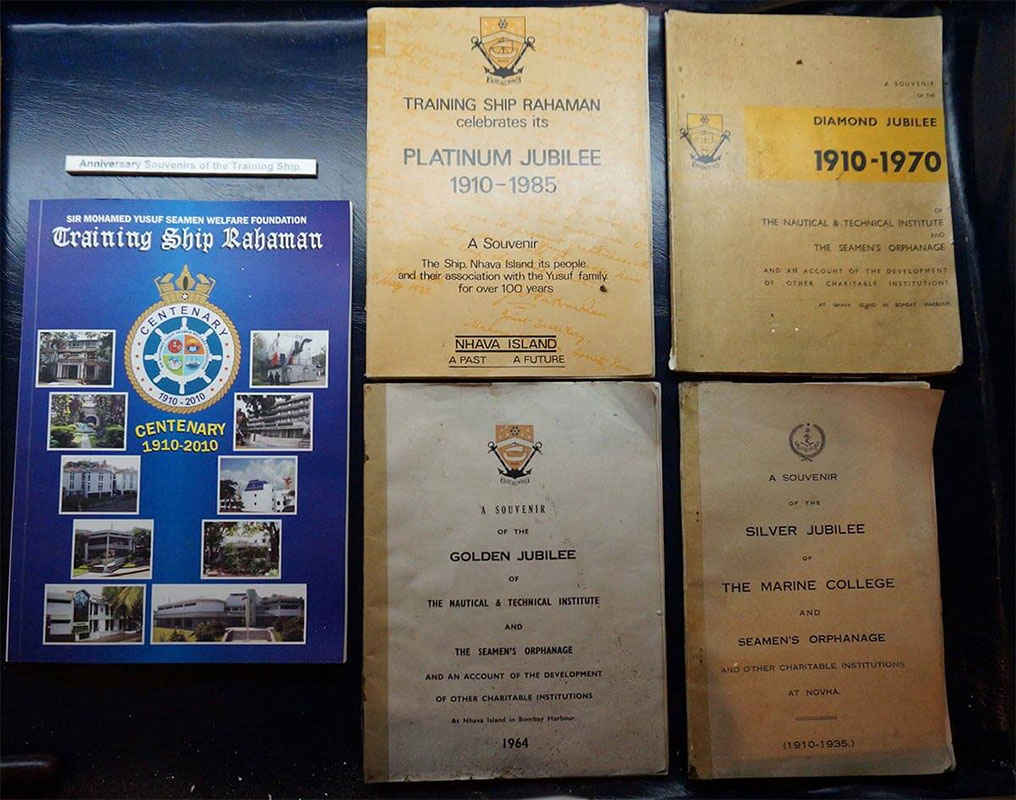 Anniversary Souvenirs of the Training Ship
SIR MOHAMED YUSUF SEAMEN WELFARE FOUNDATION
Training Ship Rahaman
CENTENARY
1910 - 2010
CENTENARY
1910-2010
TRAINING SHIP RAHAMAN
celebrates its
PLATINUM JUBILEE
1910-1985
A Souvenir
The Ship, Nhava Island, its people
and their association with the Yusuf family
for over 100 years
NHAVA ISLAND
A PAST A FUTURE
A SOUVENIR
OF THE
DIAMOND JUBILEE
1910-1970
OF
THE NAUTICAL & TECHNICAL INSTITUTE
AND
THE SEAMEN'S ORPHANAGE
AND AN ACCOUNT OF THE DEVELOPMENT
OF OTHER CHARITABLE INSTITUTIONS
AT NHAVA ISLAND IN BOMBAY HARBOUR
A SOUVENIR
OF THE
GOLDEN JUBILEE
OF
THE NAUTICAL & TECHNICAL INSTITUTE
AND
THE SEAMEN'S ORPHANAGE
AND AN ACCOUNT OF THE DEVELOPMENT
OF OTHER CHARITABLE INSTITUTIONS
At Nhava Island in Bombay Harbour.
1964
A SOUVENIR
OF THE
SILVER JUBILEE
OF
THE MARINE COLLEGE
AND
SEAMEN'S ORPHANAGE
AND OTHER CHARITABLE INSTITUTIONS
AT NOVHA.
(1910-1935.)